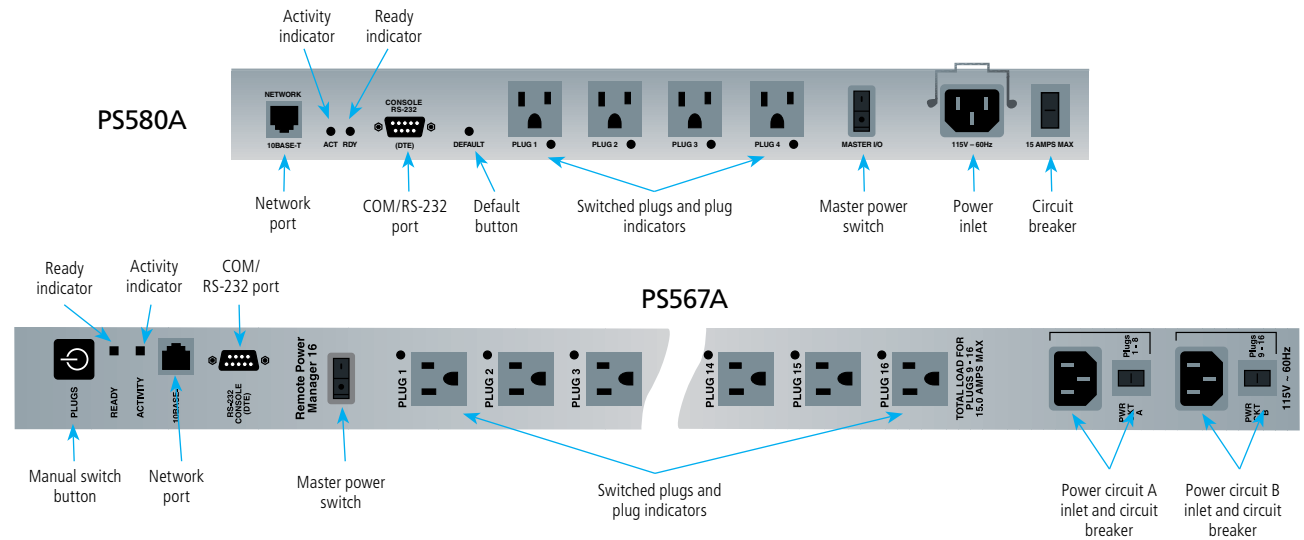 Activity
indicator
Ready
indicator
PS580A
NETWORK
10BASE-T
ACT RDY
CONSOLE
RS-232
(DTE)
DEFAULT
PLUG 1
PLUG 2
PLUG 3
PLUG 4
MASTER I/O
115V ~ 60Hz
15 AMPS MAX
Network
port
COM/RS-232
port
Default
button
Switched plugs and plug
indicators
Master power
switch
Power
inlet
Circuit
breaker
Ready
indicator
Activity
indicator
COM/
RS-232 port
PS567A
PLUGS
READY
ACTIVITY
10BASE-T
RS-232
CONSOLE
(DTE)
Remote Power
Manager 16
PLUG 1
PLUG 2
PLUG 3
PLUG 14
PLUG 15
PLUG 16
TOTAL LOAD FOR
PLUGS 9 - 16
15.0 AMPS MAX
Plugs
1 - 8
PWR
CKT
A
Plugs
9 - 16
PWR
CKT
B
115V ~ 60Hz
Manual switch
button
Network
port
Master power
switch
Switched plugs and
plug indicators
Power circuit A
inlet and circuit
breaker
Power circuit B
inlet and circuit
breaker